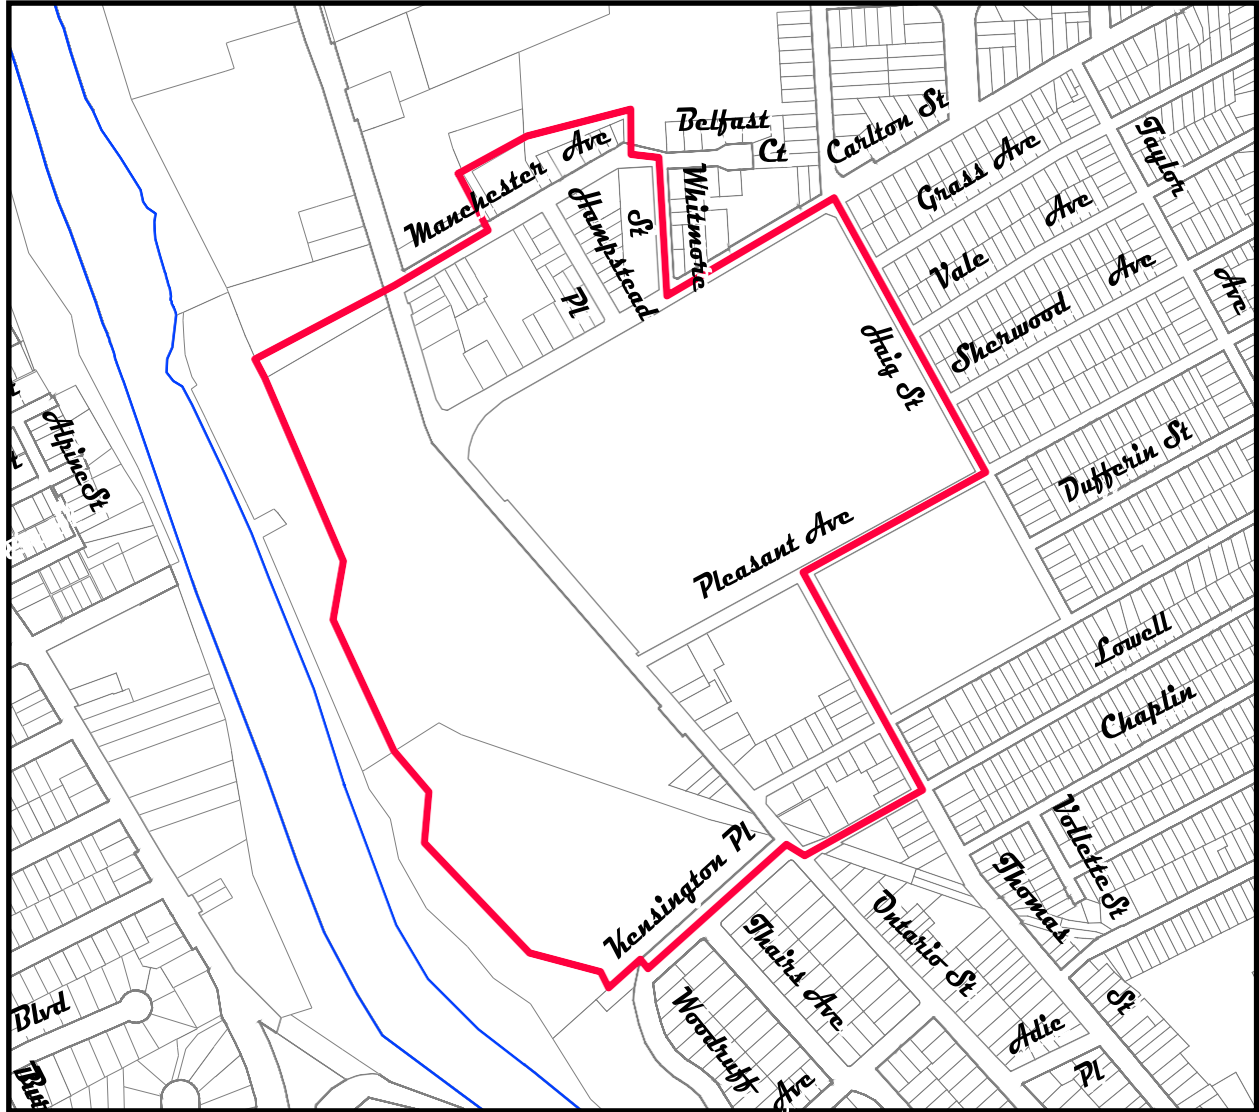 Belfast
Ct
Carlton St
Manchester Ave
Grass Ave
Taylor
Ave
Hampstead
Pl
St
Whitmore
Vale
Ave
Sherwood
Ave
Haig St
Alpine St
Dufferin St
Pleasant Ave
Lowell
Chaplin
Vollette St
Kensington Pl
Thomas
St
Ontario St
Thairs Ave
Woodruff
Ave
Adie
Pl
Blvd